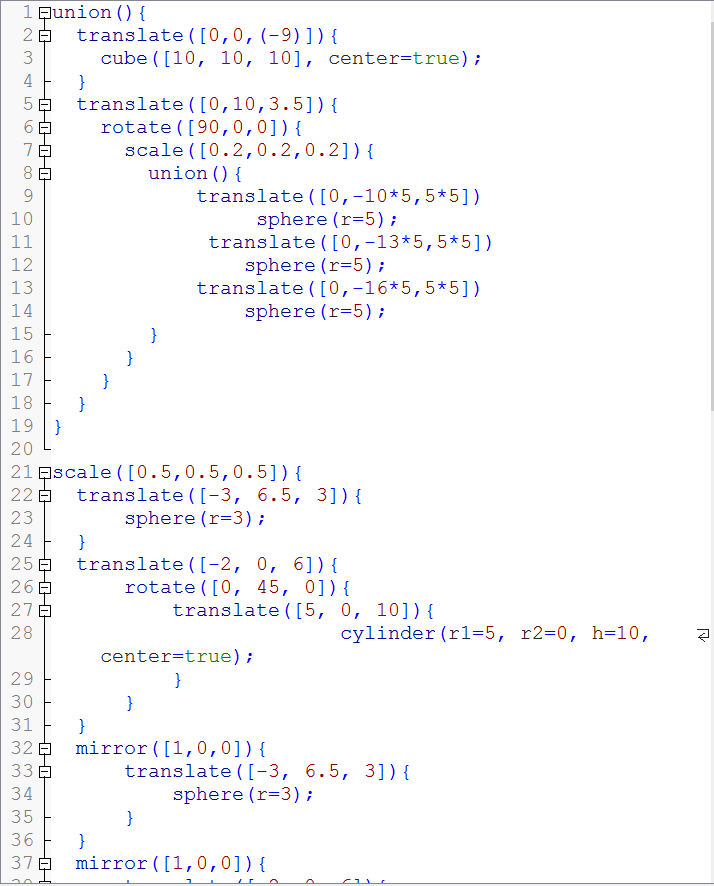 1 union(){
2 translate([0,0,(-9)]){
3 cube([10, 10, 10], center=true);
4 }
5 translate([0,10,3.5]){
6 rotate([90,0,0]){
7 scale([0.2,0.2,0.2]){
8 union(){
9 translate([0,-10*5,5*5])
10 sphere(r=5);
11 translate([0,-13*5,5*5])
12 sphere(r=5);
13 translate([0,-16*5,5*5])
14 sphere(r=5);
15 }
16 }
17 }
18 }
19 }
20
21 scale([0.5,0.5,0.5]){
22 translate([-3, 6.5, 3]){
23 sphere(r=3);
24 }
25 translate([-2, 0, 6]){
26 rotate([0, 45, 0]){
27 translate([5, 0, 10]){
28 cylinder(r1=5, r2=0, h=10,
center=true);
29 }
30 }
31 }
32 mirror([1,0,0]){
33 translate([-3, 6.5, 3]){
34 sphere(r=3);
35 }
36 }
37 mirror([1,0,0]){